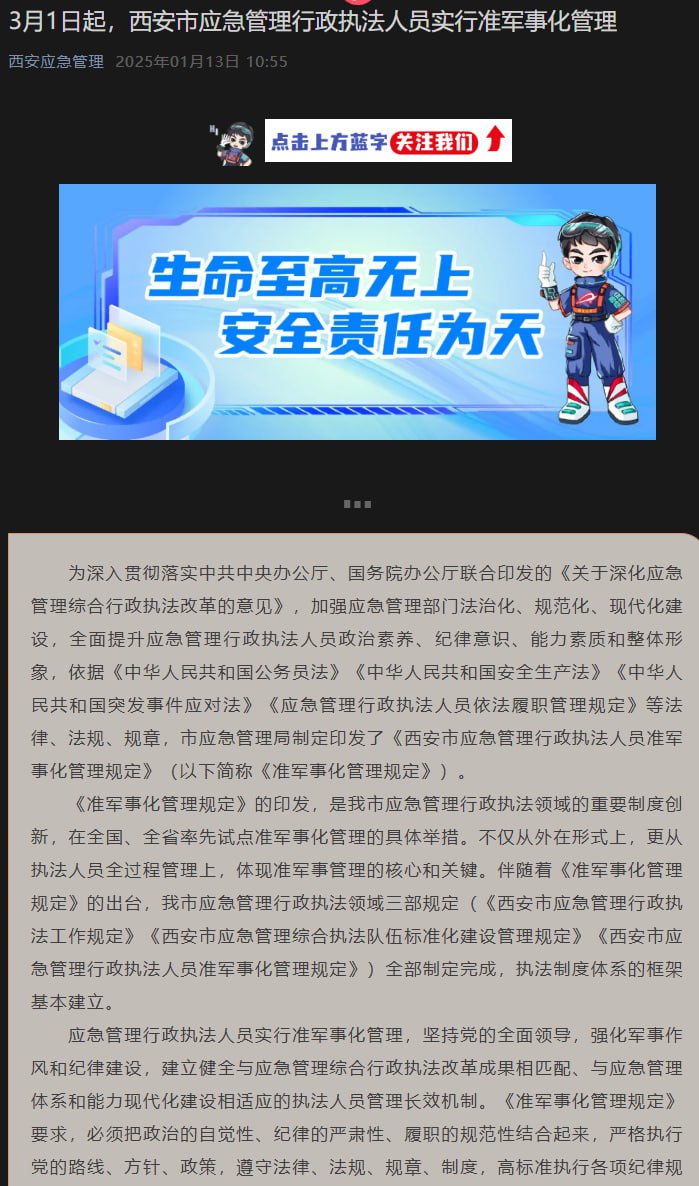 3月1日起，西安市应急管理行政执法人员实行准军事化管理
西安应急管理 2025年01月13日 10:55
Hi
点击上方蓝字 关注我们
生命至高无上
安全责任为天
为深入贯彻落实中共中央办公厅、国务院办公厅联合印发的《关于深化应急
管理综合行政执法改革的意见》，加强应急管理部门法治化、规范化、现代化建
设，全面提升应急管理行政执法人员政治素养、纪律意识、能力素质和整体形
象，依据《中华人民共和国公务员法》《中华人民共和国安全生产法》《中华人
民共和国突发事件应对法》《应急管理行政执法人员依法履职管理规定》等法
律、法规、规章，市应急管理局制定印发了《西安市应急管理行政执法人员准军
事化管理规定》（以下简称《准军事化管理规定》）。
《准军事化管理规定》的印发，是我市应急管理行政执法领域的重要制度创
新，在全国、全省率先试点准军事化管理的具体举措。不仅从外在形式上，更从
执法人员全过程管理上，体现准军事管理的核心和关键。伴随着《准军事化管理
规定》的出台，我市应急管理行政执法领域三部规定（《西安市应急管理行政执
法工作规定》《西安市应急管理综合执法队伍标准化建设管理规定》《西安市应
急管理行政执法人员准军事化管理规定》）全部制定完成，执法制度体系的框架
基本建立。
应急管理行政执法人员实行准军事化管理，坚持党的全面领导，强化军事作
风和纪律建设，建立健全与应急管理综合行政执法改革成果相匹配、与应急管理
体系和能力现代化建设相适应的执法人员管理长效机制。《准军事化管理规定》
要求，必须把政治的自觉性、纪律的严肃性、履职的规范性结合起来，严格执行
党的路线、方针、政策，遵守法律、法规、规章、制度，高标准执行各项纪律规